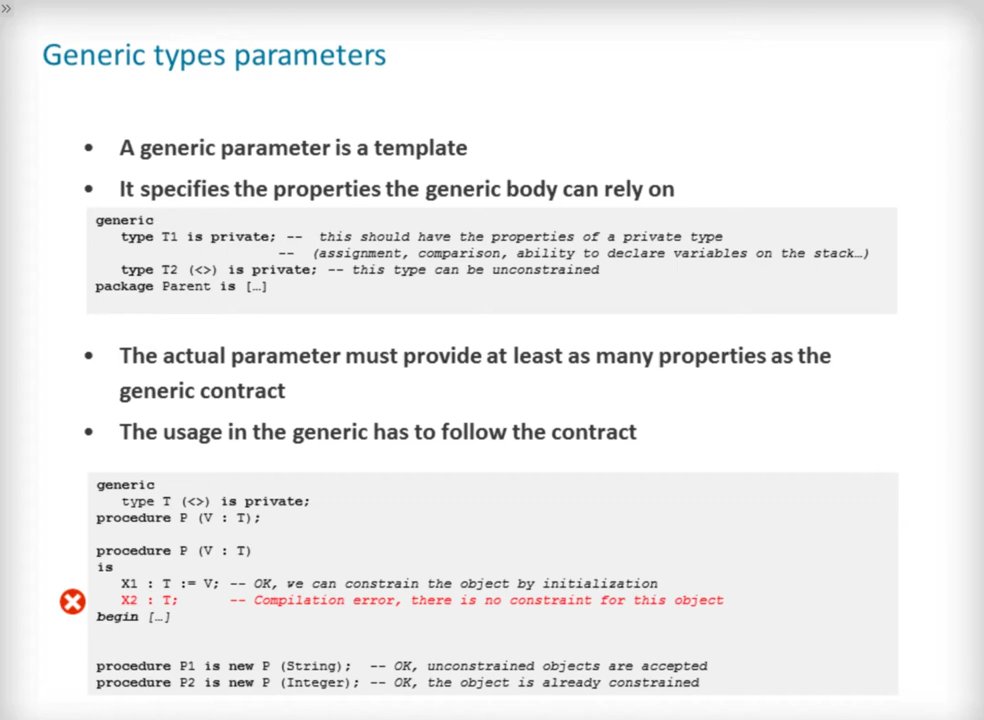 »
Generic types parameters
• A generic parameter is a template
• It specifies the properties the generic body can rely on
generic
type T1 is private; -- this should have the properties of a private type
-- (assignment, comparison, ability to declare variables on the stack…)
type T2 (<>) is private; -- this type can be unconstrained
package Parent is […]
• The actual parameter must provide at least as many properties as the
generic contract
• The usage in the generic has to follow the contract
generic
type T (<>) is private;
procedure P (V : T);
procedure P (V : T)
is
X1 : T := V; -- OK, we can constrain the object by initialization
X2 : T; -- Compilation error, there is no constraint for this object
begin […]
procedure P1 is new P (String); -- OK, unconstrained objects are accepted
procedure P2 is new P (Integer); -- OK, the object is already constrained